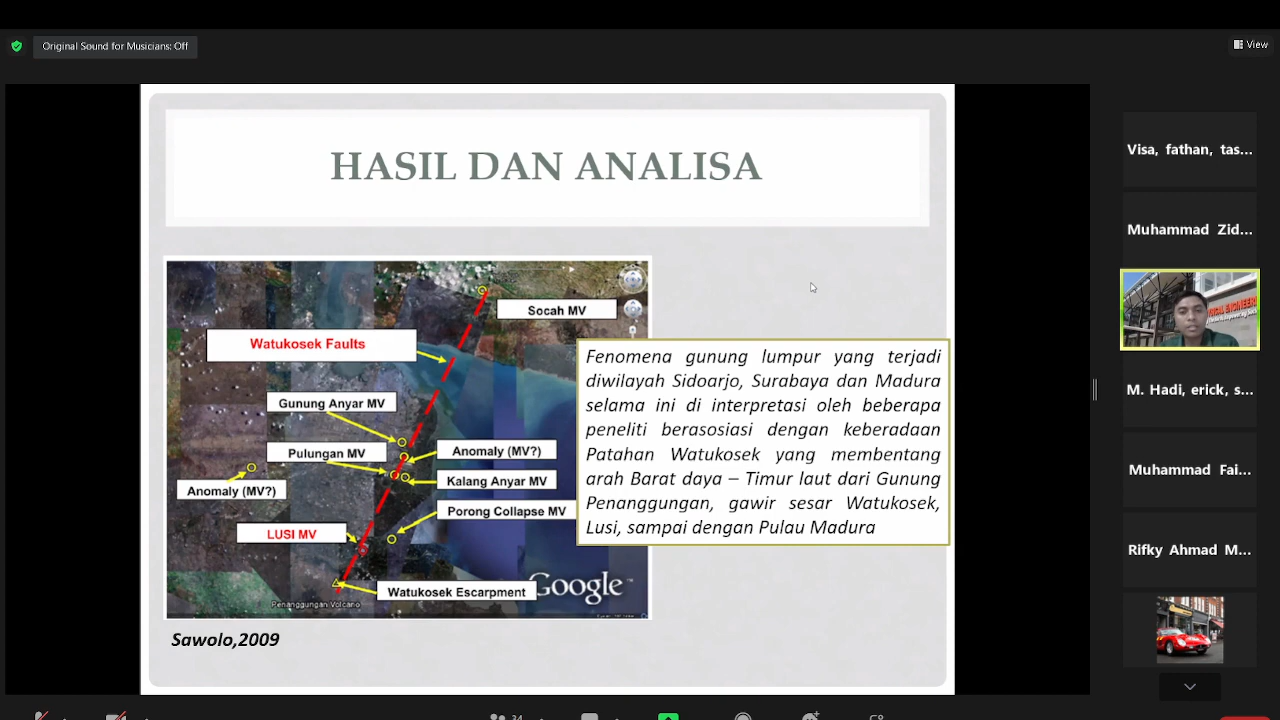 Original Sound for Musicians: Off
View
HASIL DAN ANALISA
Socah MV
Watukosek Faults
Gunung Anyar MV
Pulungan MV
Anomaly (MV?)
Kalang Anyar MV
Anomaly (MV?)
Porong Collapse MV
LUSI MV
Watukosek Escarpment
Penanggungan Volcano
Google™
Fenomena gunung lumpur yang terjadi
diwilayah Sidoarjo, Surabaya dan Madura
selama ini di interpretasi oleh beberapa
peneliti berasosiasi dengan keberadaan
Patahan Watukosek yang membentang
arah Barat daya – Timur laut dari Gunung
Penanggungan, gawir sesar Watukosek,
Lusi, sampai dengan Pulau Madura
Sawolo,2009
Visa, fathan, tas...
Muhammad Zid...
M. Hadi, erick, s...
Muhammad Fai...
Rifky Ahmad M...
34